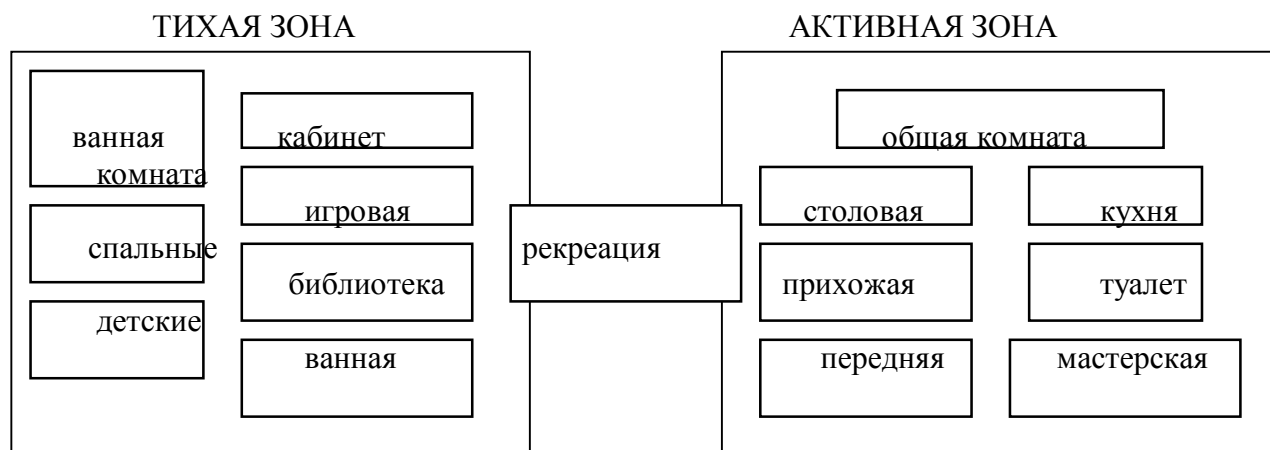 ТИХАЯ ЗОНА
АКТИВНАЯ ЗОНА
ванная
комната
спальные
детские
кабинет
игровая
библиотека
ванная
рекреация
общая комната
столовая
кухня
прихожая
туалет
передняя
мастерская